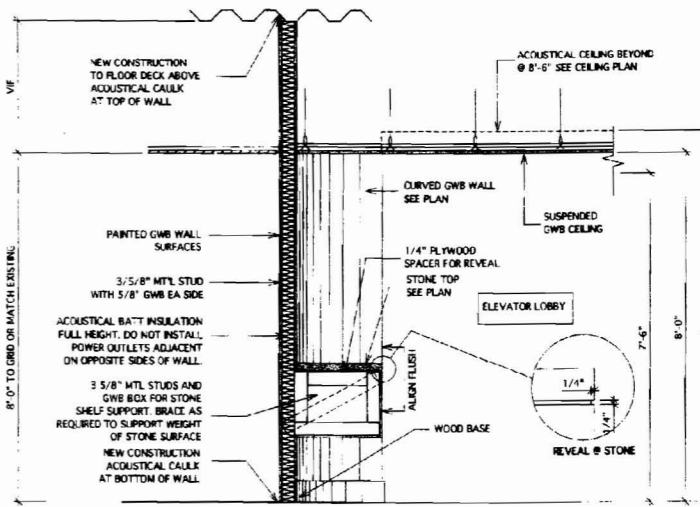 VIF
8'-0" TO GRID OR MATCH EXISTING
NEW CONSTRUCTION
TO FLOOR DECK ABOVE
ACOUSTICAL CAULK
AT TOP OF WALL
PAINTED GWB WALL
SURFACES
3/5/8" MT'L STUD
WITH 5/8" GWB EA SIDE
ACOUSTICAL BATT INSULATION
FULL HEIGHT. DO NOT INSTALL
POWER OUTLETS ADJACENT
ON OPPOSITE SIDES OF WALL.
3 5/8" MTL STUDS AND
GWB BOX FOR STONE
SHELF SUPPORT. BRACE AS
REQUIRED TO SUPPORT WEIGHT
OF STONE SURFACE
NEW CONSTRUCTION
ACOUSTICAL CAULK
AT BOTTOM OF WALL
ACOUSTICAL CEILING BEYOND
@ 8'-6" SEE CEILING PLAN
CURVED GWB WALL
SEE PLAN
SUSPENDED
GWB CEILING
1/4" PLYWOOD
SPACER FOR REVEAL
STONE TOP
SEE PLAN
ELEVATOR LOBBY
ALIGN FLUSH
WOOD BASE
1/4"
1/4"
REVEAL @ STONE
7'-6"
8'-0"